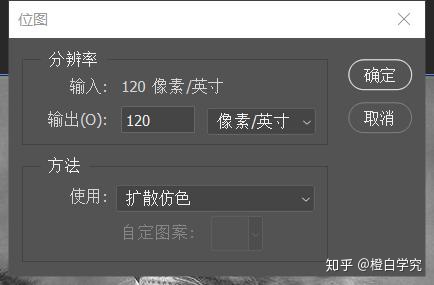 位图
分辨率
输入: 120 像素/英寸
输出(O): 120 像素/英寸
确定
取消
方法
使用: 扩散仿色
自定图案:
知乎 @橙白学究